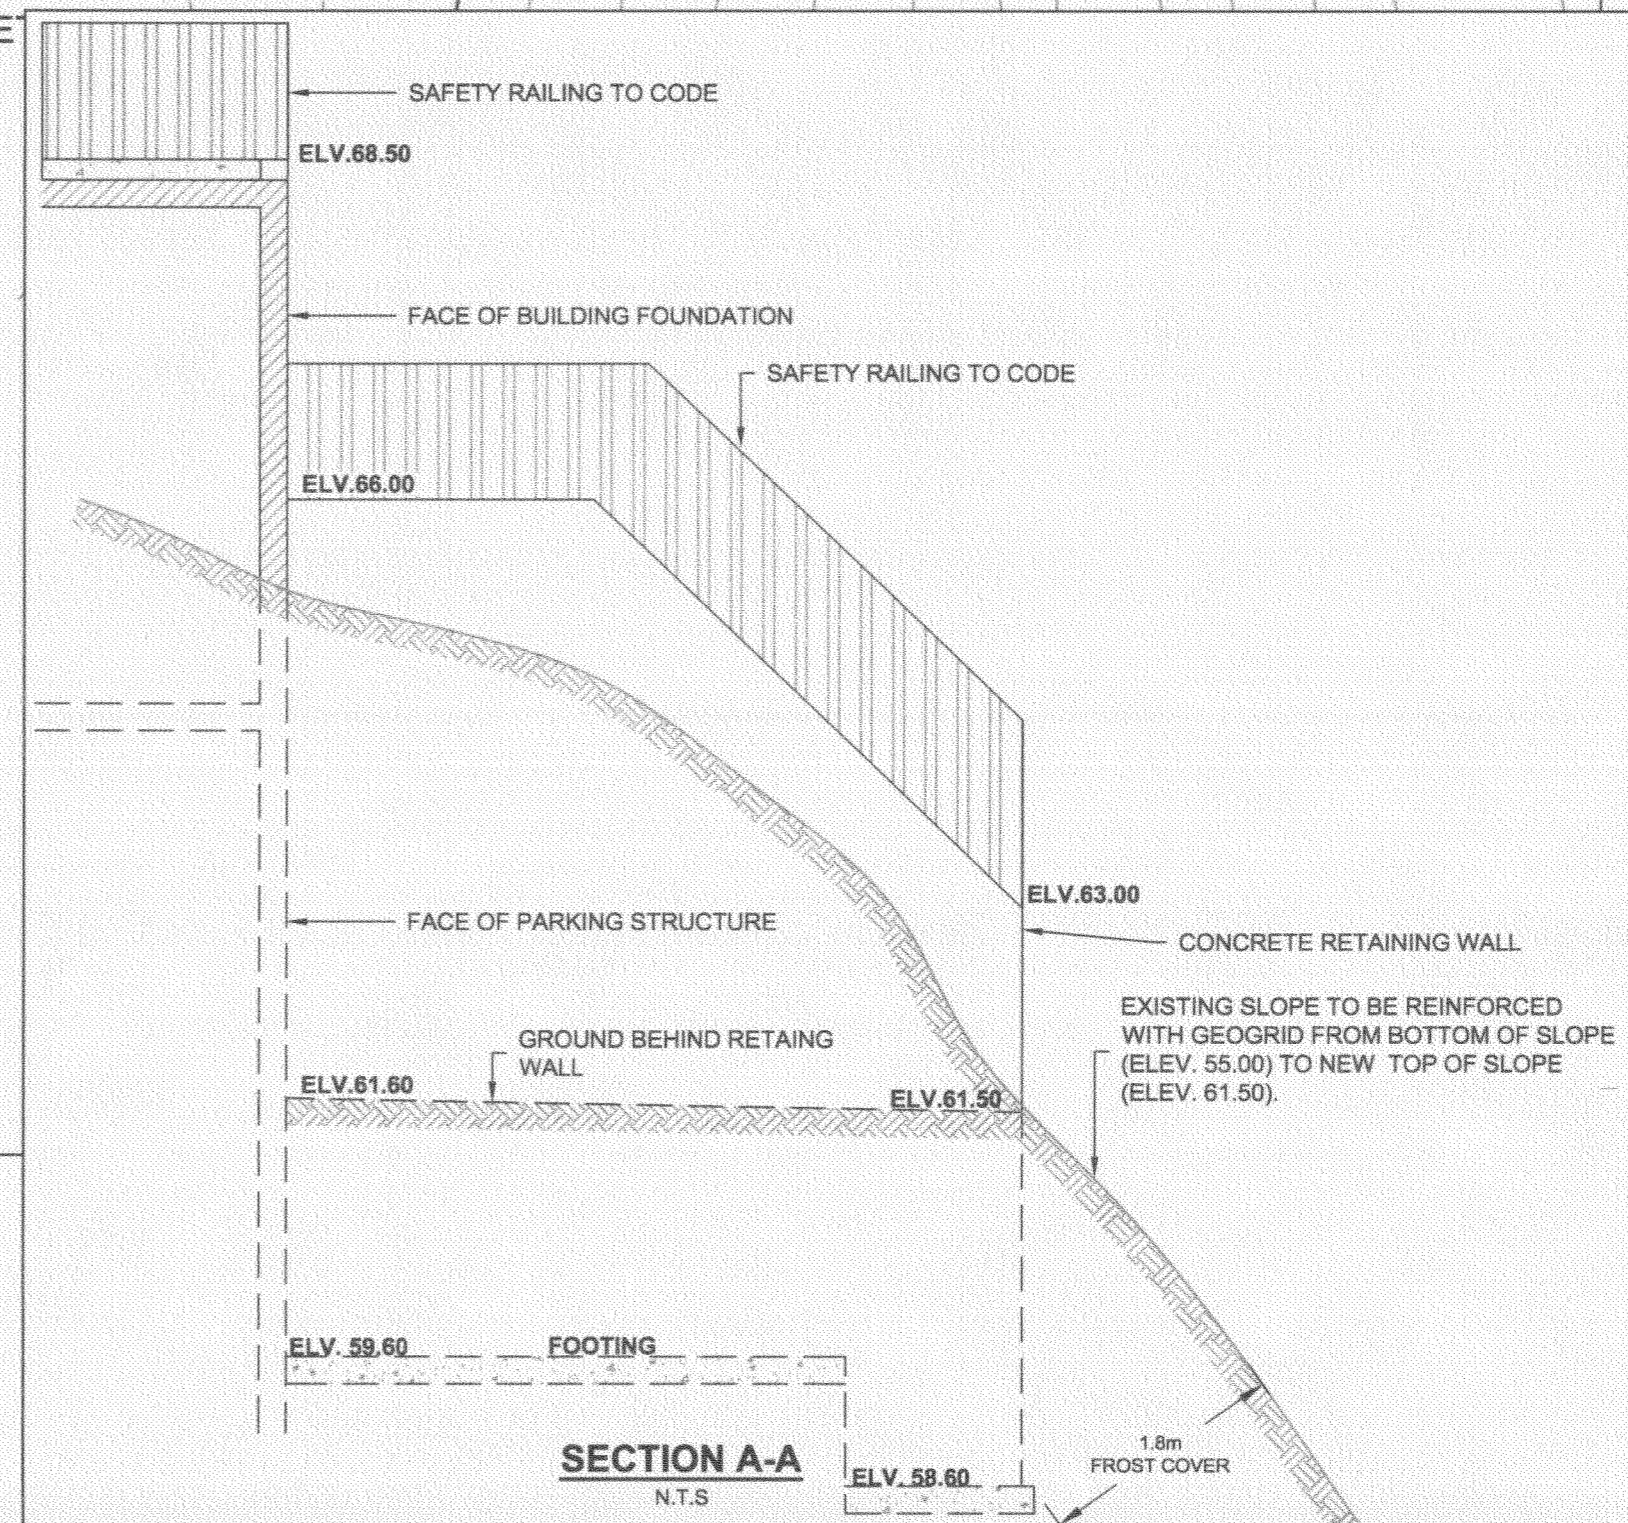 E
SAFETY RAILING TO CODE
ELV.68.50
FACE OF BUILDING FOUNDATION
SAFETY RAILING TO CODE
ELV.66.00
ELV.63.00
FACE OF PARKING STRUCTURE
CONCRETE RETAINING WALL
EXISTING SLOPE TO BE REINFORCED
WITH GEOGRID FROM BOTTOM OF SLOPE
(ELEV. 55.00) TO NEW TOP OF SLOPE
(ELEV. 61.50).
GROUND BEHIND RETAING
WALL
ELV.61.60
ELV.61.50
ELV. 59.60
FOOTING
SECTION A-A
N.T.S
ELV. 58.60
1.8m
FROST COVER